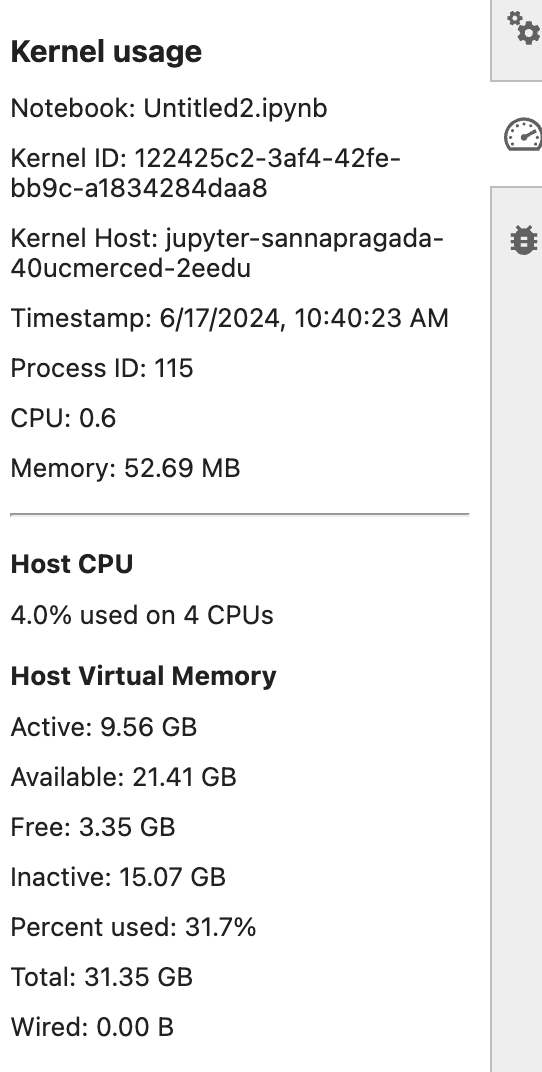 Kernel usage
Notebook: Untitled2.ipynb
Kernel ID: 122425c2-3af4-42fe-
bb9c-a1834284daa8
Kernel Host: jupyter-sannapragada-
40ucmerced-2eedu
Timestamp: 6/17/2024, 10:40:23 AM
Process ID: 115
CPU: 0.6
Memory: 52.69 MB
Host CPU
4.0% used on 4 CPUs
Host Virtual Memory
Active: 9.56 GB
Available: 21.41 GB
Free: 3.35 GB
Inactive: 15.07 GB
Percent used: 31.7%
Total: 31.35 GB
Wired: 0.00 B